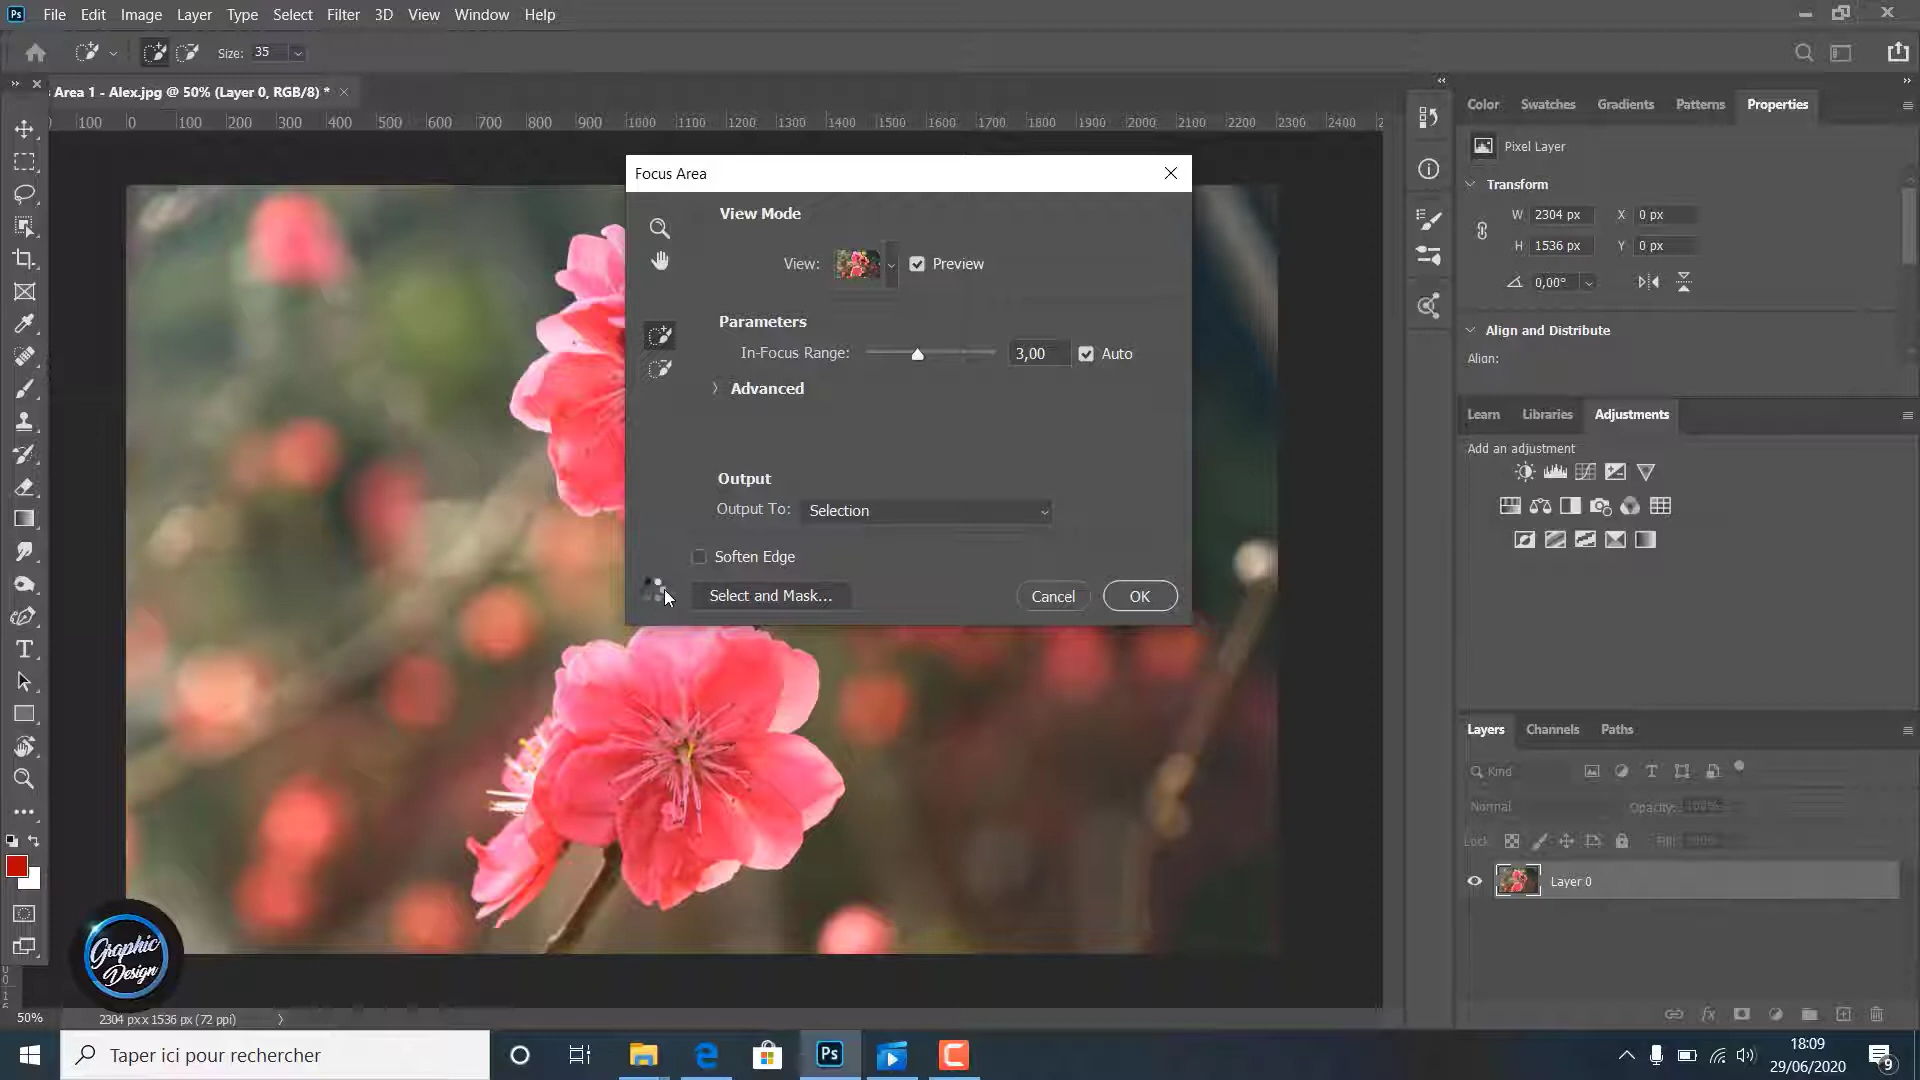 Ps File Edit Image Layer Type Select Filter 3D View Window Help
Size: 35
Area 1 - Alex.jpg @ 50% (Layer 0, RGB/8) *
100 0 100 200 300 400 500 600 700 800 900 1000 1100 1200 1300 1400 1500 1600 1700 1800 1900 2000 2100 2200 2300 2400
Focus Area
View Mode
View: Preview
Parameters
In-Focus Range: 3,00 Auto
Advanced
Output
Output To: Selection
Soften Edge
Select and Mask... Cancel OK
Color Swatches Gradients Patterns Properties
Pixel Layer
Transform
W 2304 px X 0 px
H 1536 px Y 0 px
0,00°
Align and Distribute
Align:
Learn Libraries Adjustments
Add an adjustment
Layers Channels Paths
Kind
Normal Opacity: 100%
Lock Fill: 100%
Layer 0
Graphic
Design
50% 2304 px x 1536 px (72 ppi)
Taper ici pour rechercher
Ps
18:09
29/06/2020
9